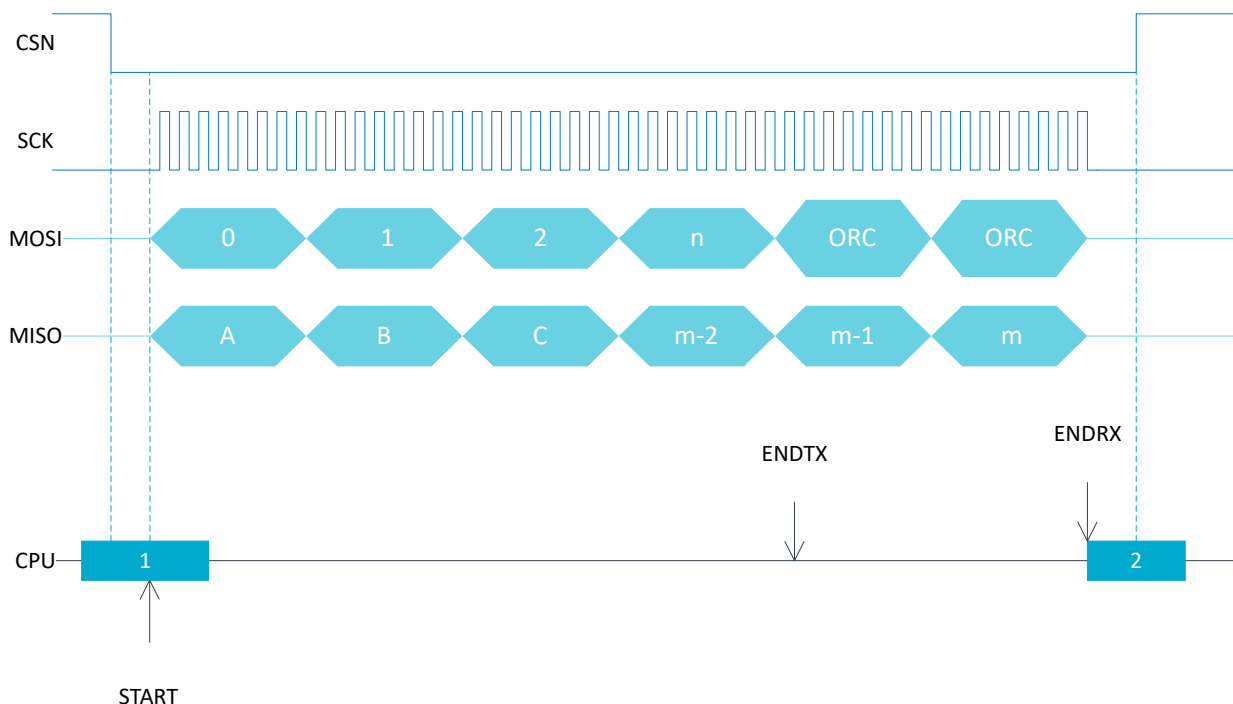 CSN
SCK
MOSI 0 1 2 n ORC ORC
MISO A B C m-2 m-1 m
ENDRX
ENDTX
CPU 1 2
START